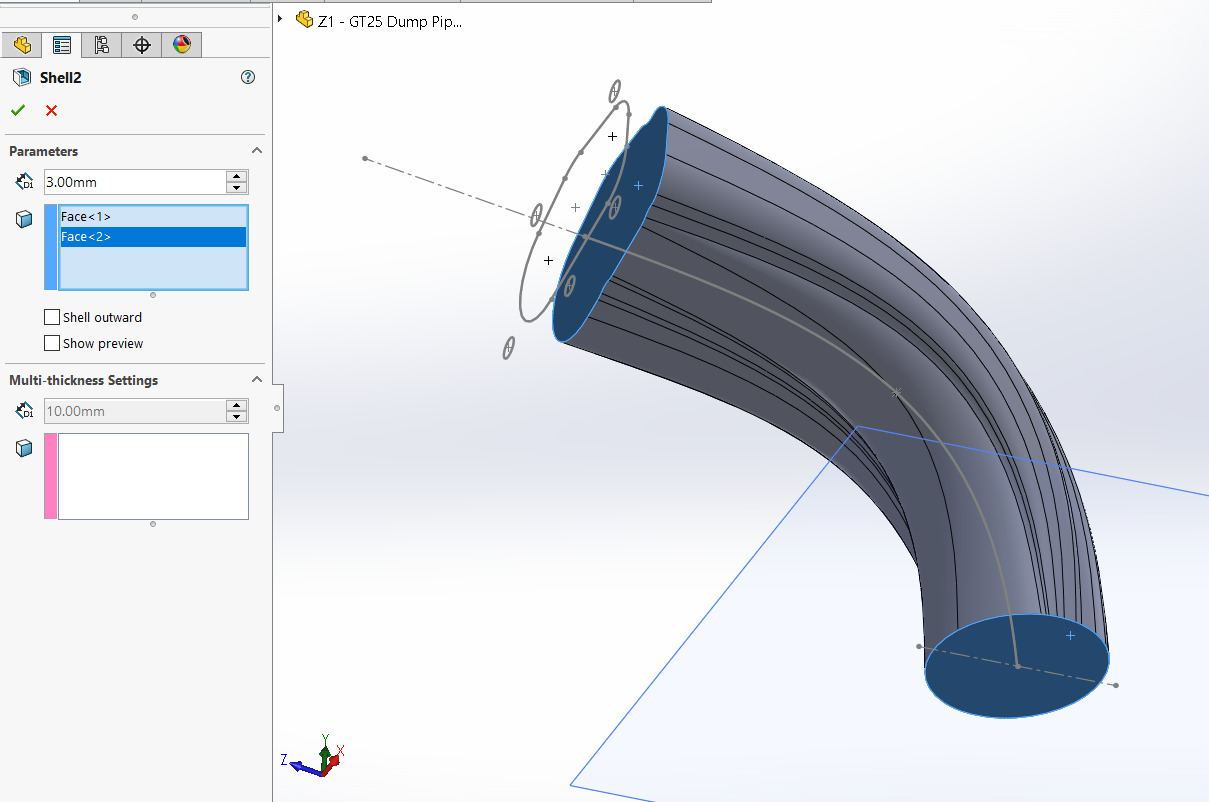 Z1 - GT25 Dump Pip...
Shell2
?
Parameters
D1
3.00mm
Face<1>
Face<2>
Shell outward
Show preview
Multi-thickness Settings
D1
10.00mm
Y
X
Z